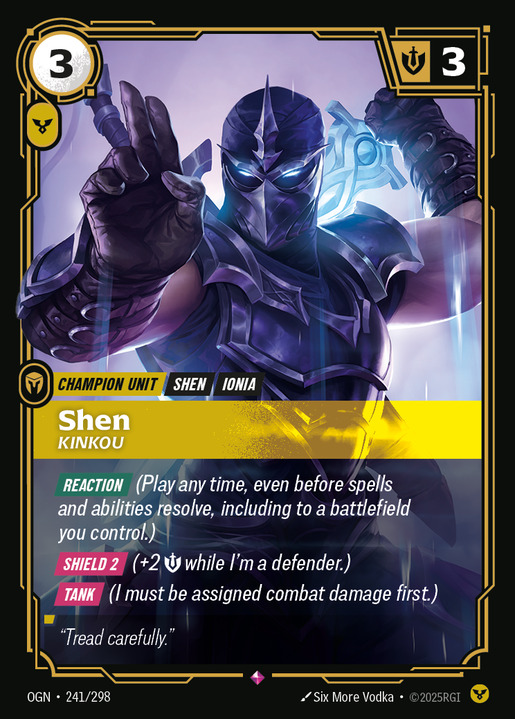 3
3
CHAMPION UNIT SHEN IONIA
Shen
KINKOU
REACTION (Play any time, even before spells
and abilities resolve, including to a battlefield
you control.)
SHIELD 2 (+2 while I'm a defender.)
TANK (I must be assigned combat damage first.)
"Tread carefully."
OGN • 241/298 Six More Vodka • ©2025RGI